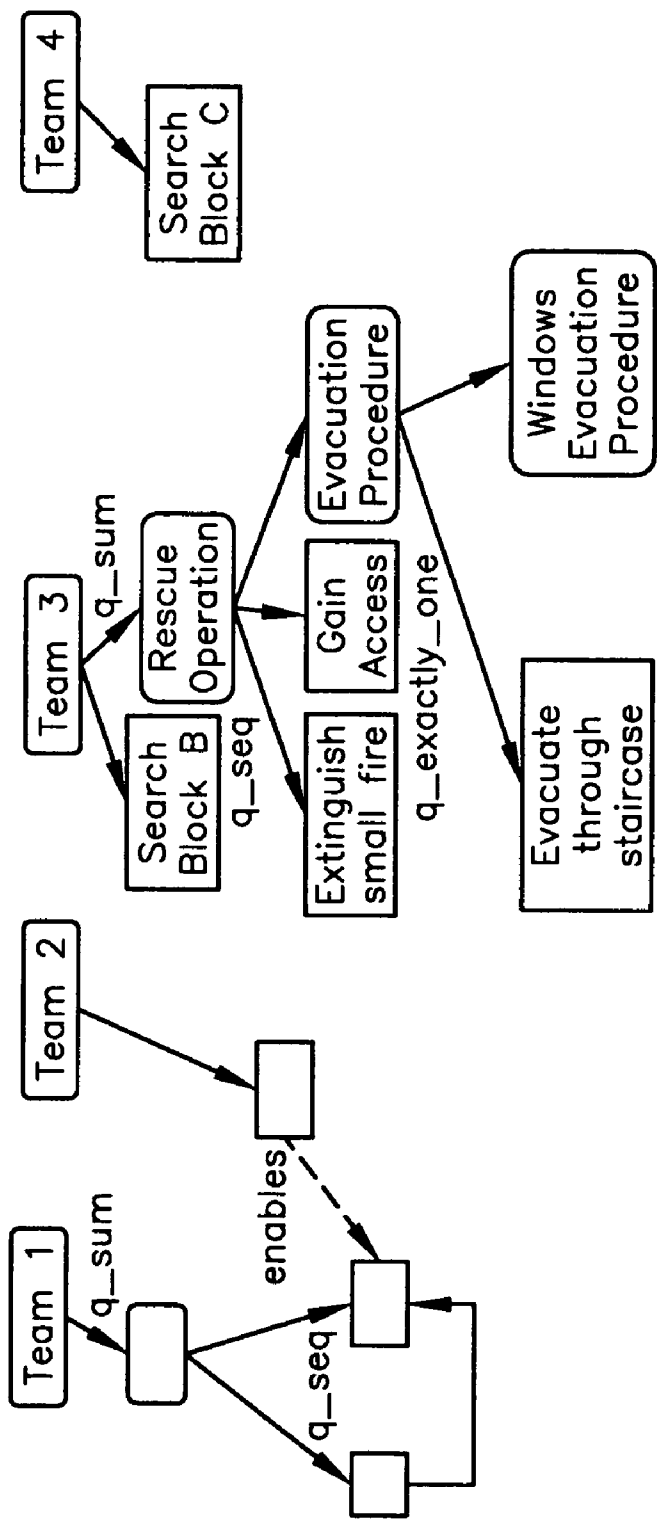 Team 1
q_sum
q_seq
enables
Team 2
Team 3
q_sum
Search
Block B
Rescue
Operation
q_seq
Extinguish
small fire
Gain
Access
Evacuation
Procedure
q_exactly_one
Evacuate
through
staircase
Windows
Evacuation
Procedure
Team 4
Search
Block C